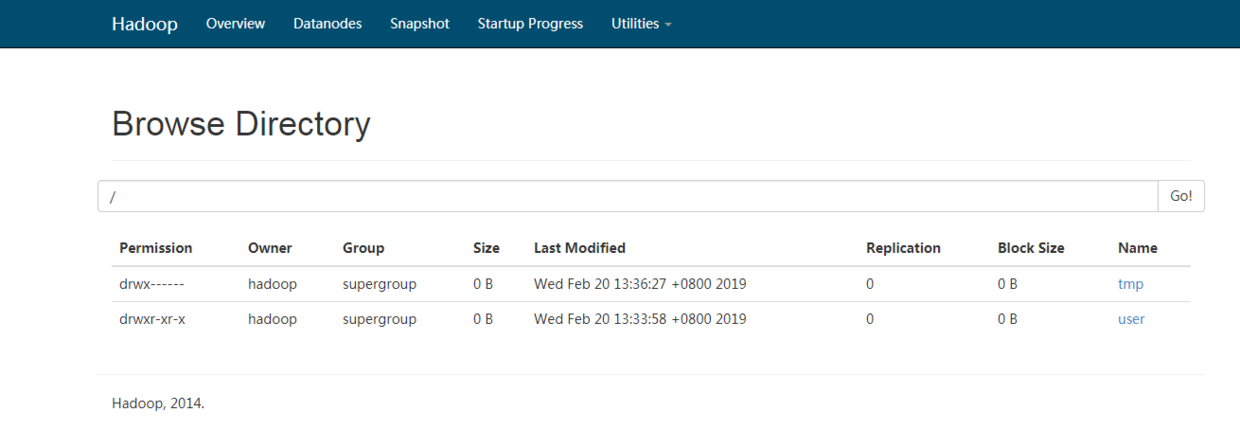 Hadoop Overview Datanodes Snapshot Startup Progress Utilities
Browse Directory
/ Go!
Permission Owner Group Size Last Modified Replication Block Size Name
drwx------ hadoop supergroup 0 B Wed Feb 20 13:36:27 +0800 2019 0 0 B tmp
drwxr-xr-x hadoop supergroup 0 B Wed Feb 20 13:33:58 +0800 2019 0 0 B user
Hadoop, 2014.